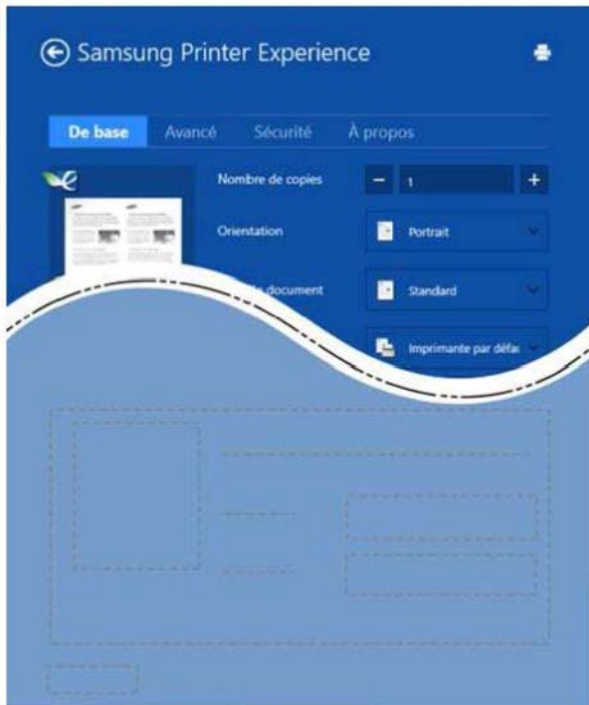 Samsung Printer Experience
De base Avancé Sécurité À propos
Nombre de copies 1
Orientation Portrait
document Standard
Imprimante par défau